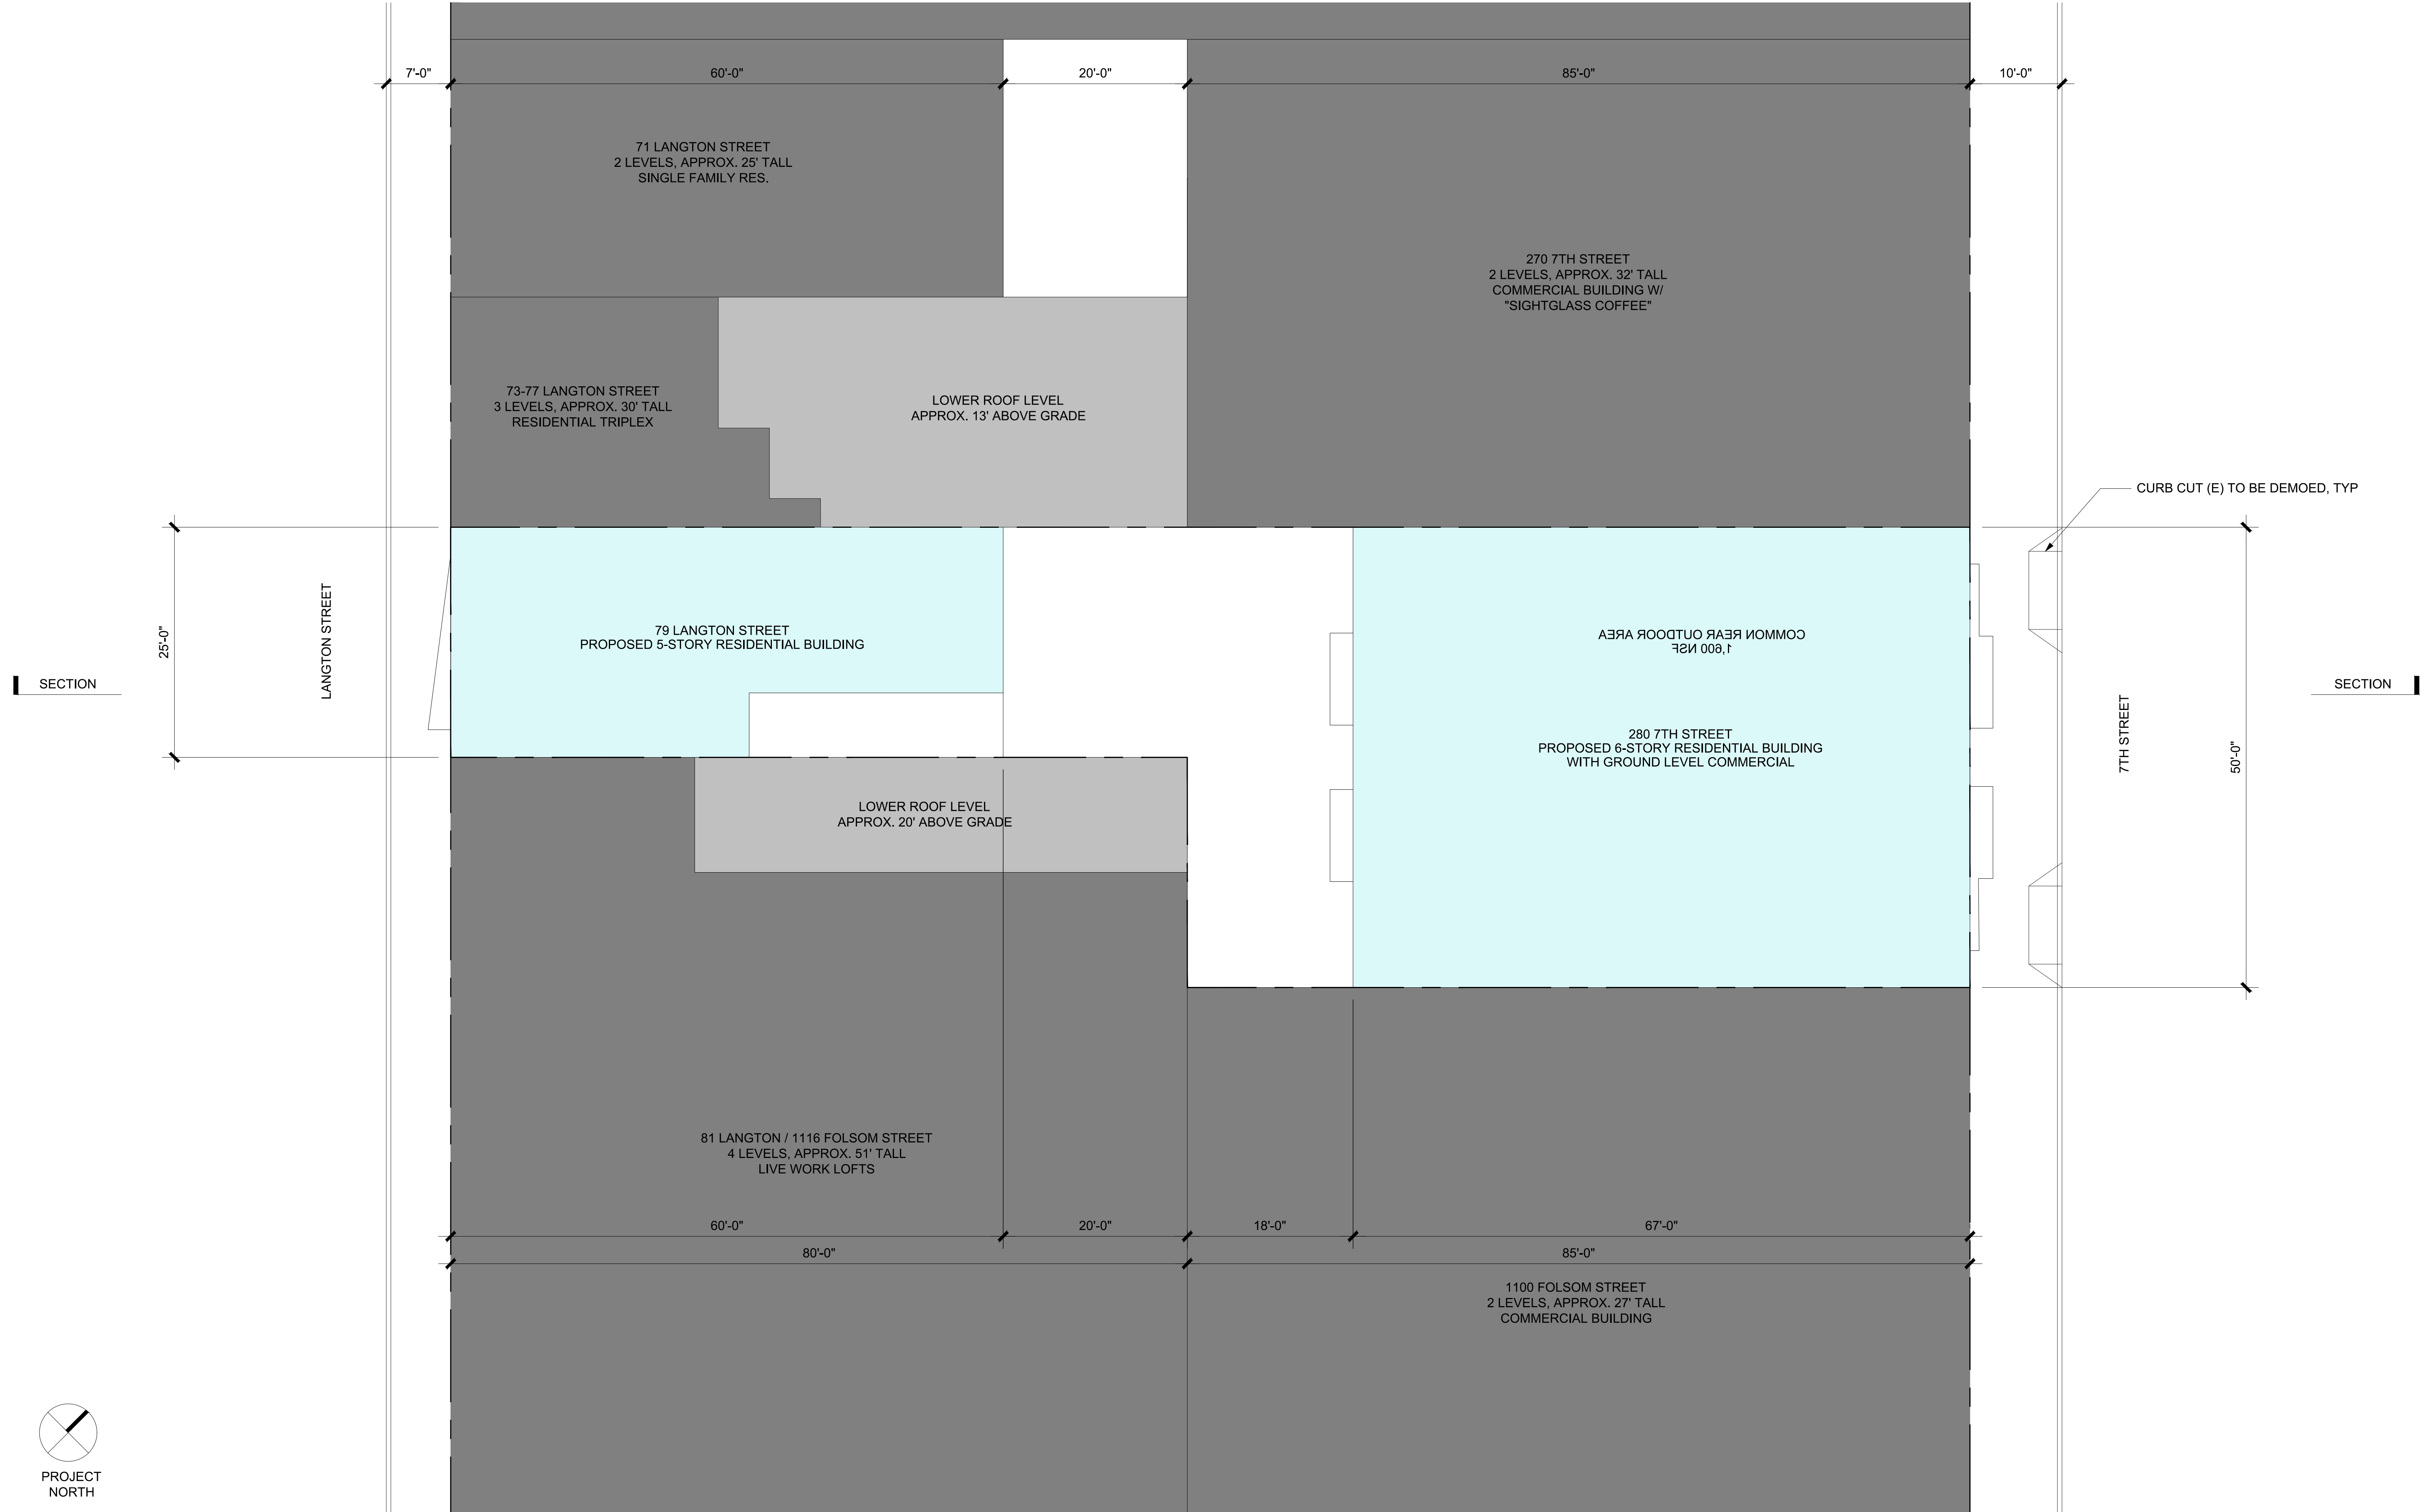 7'-0"
60'-0"
20'-0"
85'-0"
10'-0"
71 LANGTON STREET
2 LEVELS, APPROX. 25' TALL
SINGLE FAMILY RES.
270 7TH STREET
2 LEVELS, APPROX. 32' TALL
COMMERCIAL BUILDING W/
"SIGHTGLASS COFFEE"
73-77 LANGTON STREET
3 LEVELS, APPROX. 30' TALL
RESIDENTIAL TRIPLEX
LOWER ROOF LEVEL
APPROX. 13' ABOVE GRADE
CURB CUT (E) TO BE DEMOED, TYP
25'-0"
LANGTON STREET
79 LANGTON STREET
PROPOSED 5-STORY RESIDENTIAL BUILDING
COMMON REAR OUTDOOR AREA
1,600 NSF
SECTION
SECTION
280 7TH STREET
PROPOSED 6-STORY RESIDENTIAL BUILDING
WITH GROUND LEVEL COMMERCIAL
7TH STREET
50'-0"
LOWER ROOF LEVEL
APPROX. 20' ABOVE GRADE
81 LANGTON / 1116 FOLSOM STREET
4 LEVELS, APPROX. 51' TALL
LIVE WORK LOFTS
60'-0"
20'-0"
18'-0"
67'-0"
80'-0"
85'-0"
1100 FOLSOM STREET
2 LEVELS, APPROX. 27' TALL
COMMERCIAL BUILDING
PROJECT
NORTH